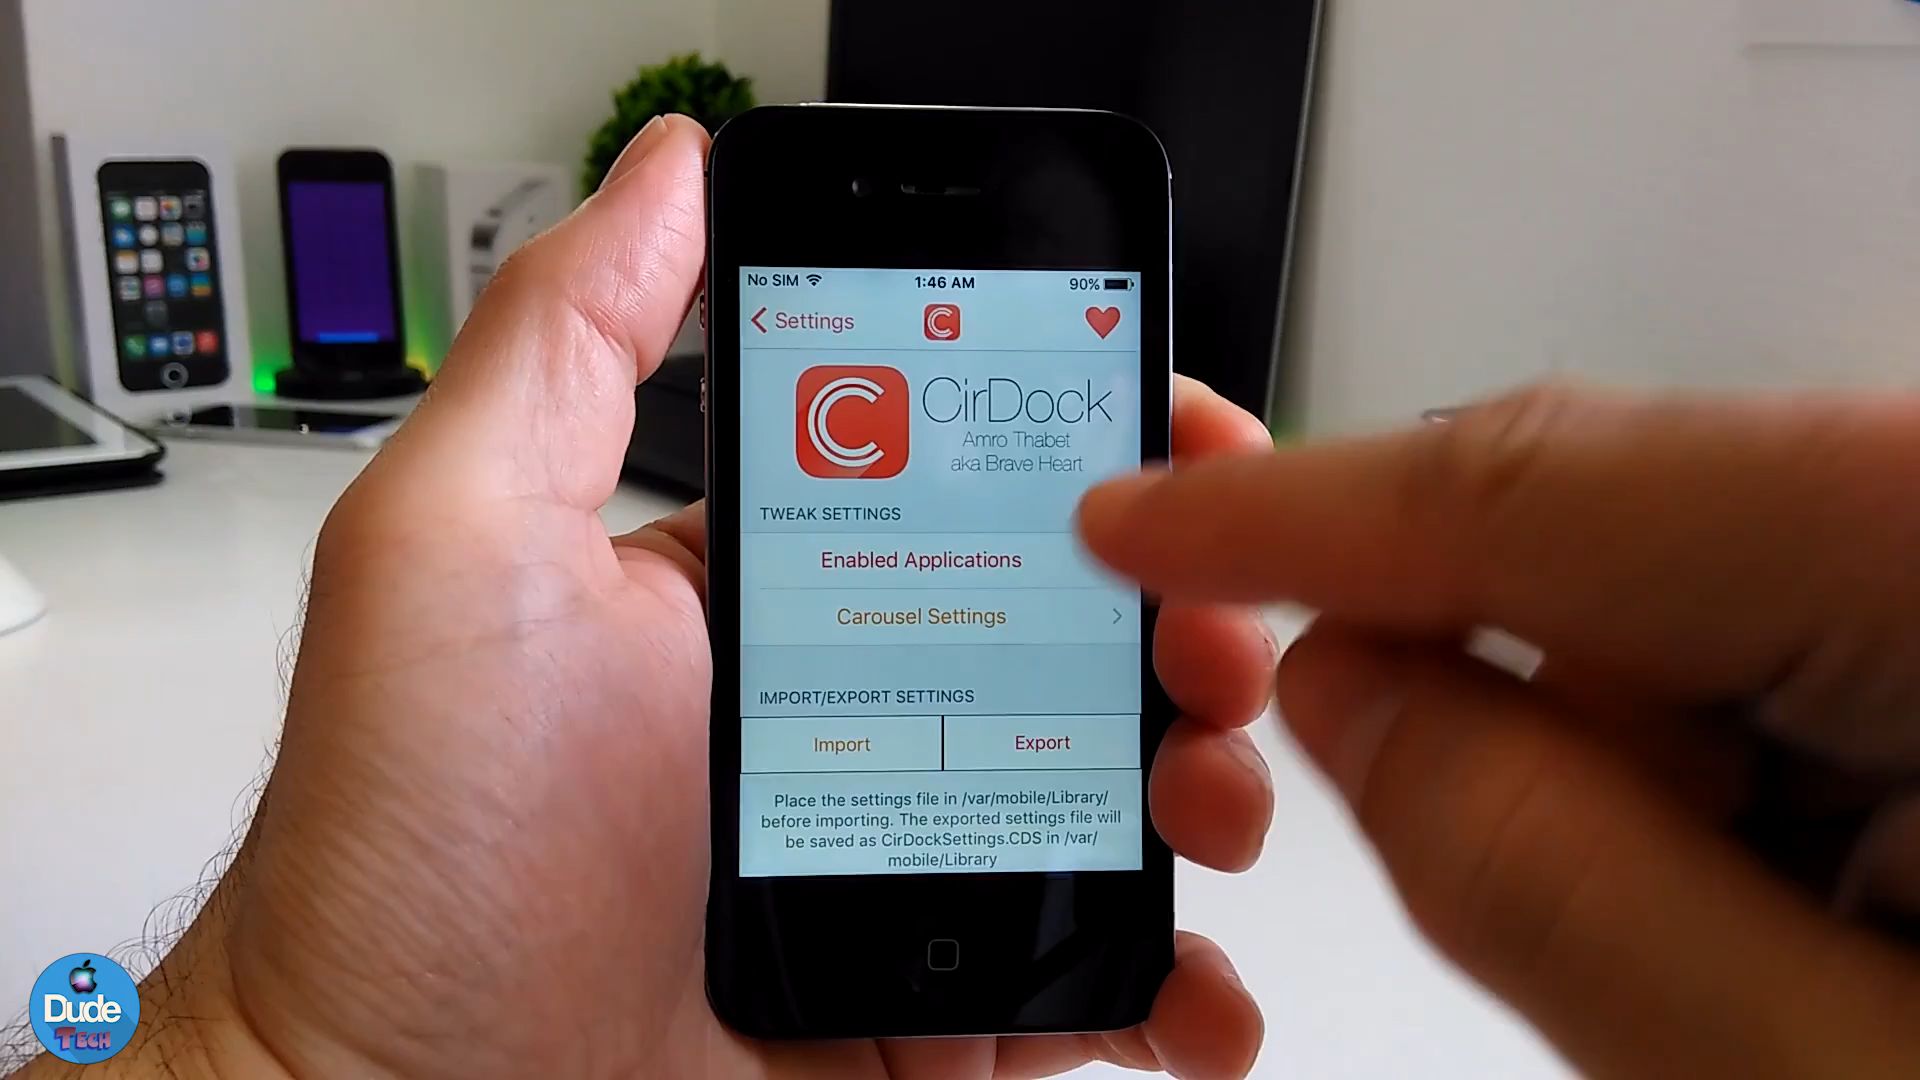 No SIM
1:46 AM
90%
Settings
CirDock
Amro Thabet
aka Brave Heart
TWEAK SETTINGS
Enabled Applications
Carousel Settings
IMPORT/EXPORT SETTINGS
Import
Export
Place the settings file in /var/mobile/Library/
before importing. The exported settings file will
be saved as CirDockSettings.CDS in /var/
mobile/Library
Dude
TECH